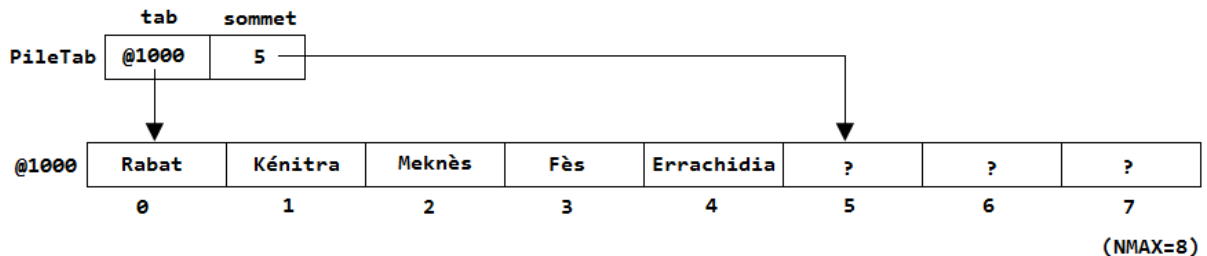 tab sommet
PileTab @1000 5
@1000 Rabat Kénitra Meknès Fès Errachidia ? ? ?
0 1 2 3 4 5 6 7
(NMAX=8)